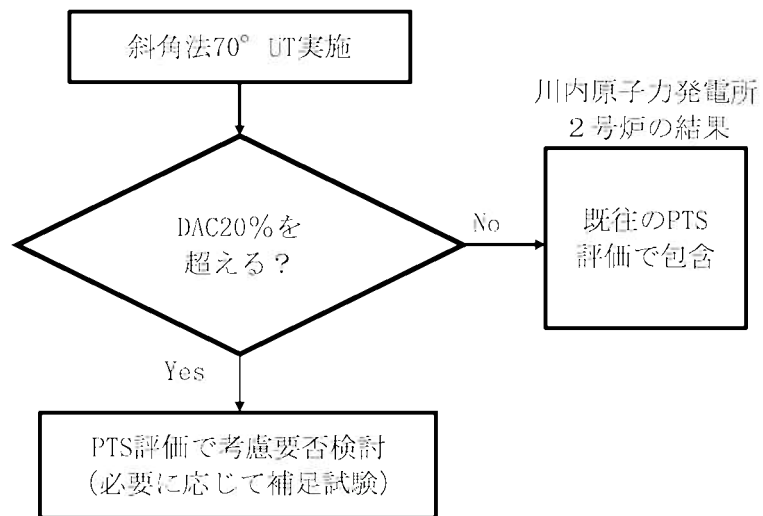 斜角法70° UT実施
川内原子力発電所
2号炉の結果
DAC20%を
超える?
No
既往のPTS
評価で包含
Yes
PTS評価で考慮要否検討
(必要に応じて補足試験)